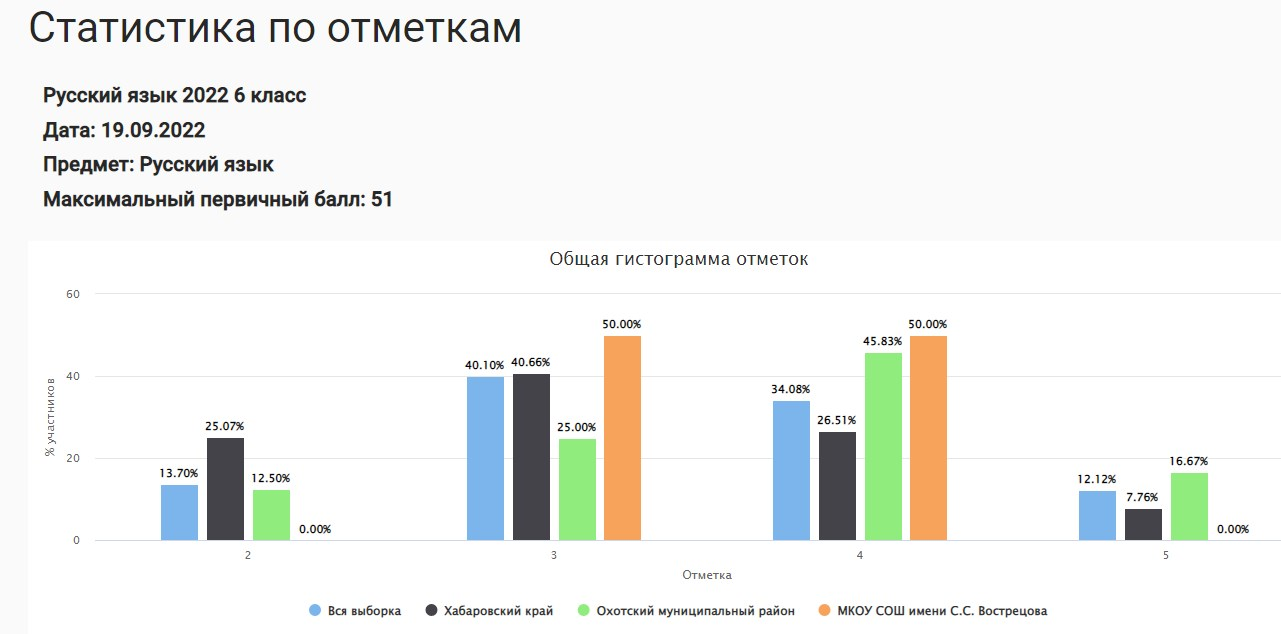 Статистика по отметкам
Русский язык 2022 6 класс
Дата: 19.09.2022
Предмет: Русский язык
Максимальный первичный балл: 51
Общая гистограмма отметок
% участников
60
40
20
0
13.70%
25.07%
12.50%
0.00%
40.10%
40.66%
25.00%
50.00%
34.08%
26.51%
45.83%
50.00%
12.12%
7.76%
16.67%
0.00%
2 3 4 5
Отметка
Вся выборка Хабаровский край Охотский муниципальный район МКОУ СОШ имени С.С. Вострецова